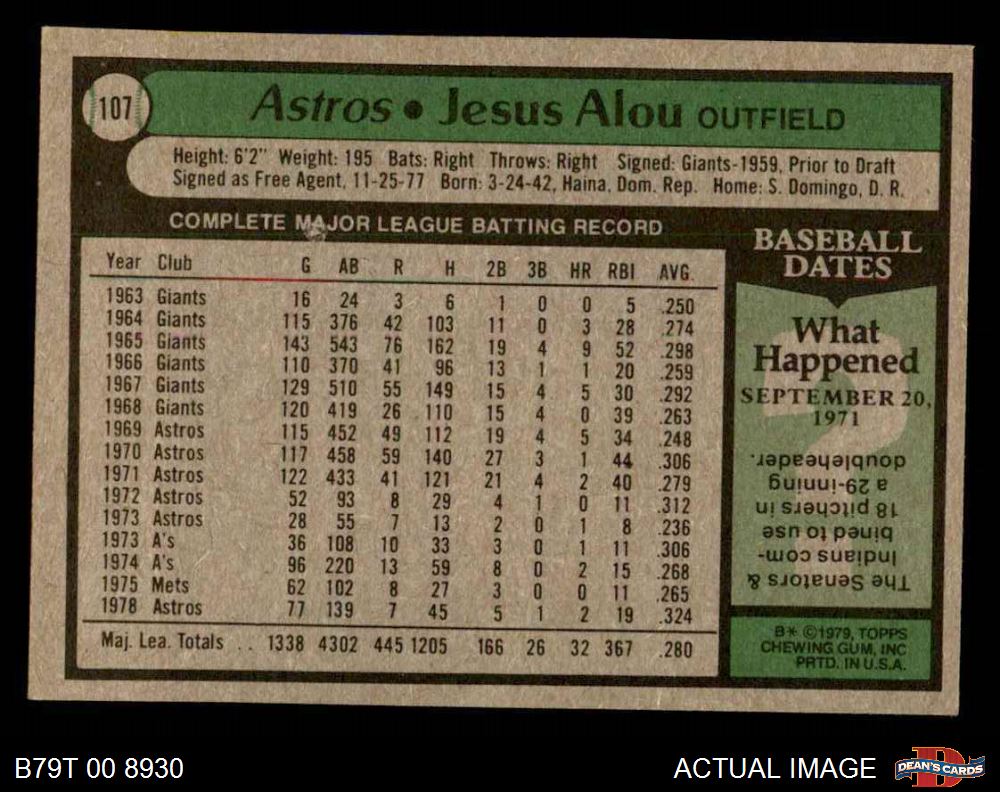 107
Astros • Jesus Alou OUTFIELD
Height: 6'2" Weight: 195 Bats: Right Throws: Right Signed: Giants-1959, Prior to Draft
Signed as Free Agent, 11-25-77 Born: 3-24-42, Haina, Dom. Rep. Home: S. Domingo, D. R.
COMPLETE MAJOR LEAGUE BATTING RECORD
Year Club G AB R H 2B 3B HR RBI AVG.
1963 Giants 16 24 3 6 1 0 0 5 .250
1964 Giants 115 376 42 103 11 0 3 28 .274
1965 Giants 143 543 76 162 19 4 9 52 .298
1966 Giants 110 370 41 96 13 1 1 20 .259
1967 Giants 129 510 55 149 15 4 5 30 .292
1968 Giants 120 419 26 110 15 4 0 39 .263
1969 Astros 115 452 49 112 19 4 5 34 .248
1970 Astros 117 458 59 140 27 3 1 44 .306
1971 Astros 122 433 41 121 21 4 2 40 .279
1972 Astros 52 93 8 29 4 1 0 11 .312
1973 Astros 28 55 7 13 2 0 1 8 .236
1973 A's 36 108 10 33 3 0 1 11 .306
1974 A's 96 220 13 59 8 0 2 15 .268
1975 Mets 62 102 8 27 3 0 0 11 .265
1978 Astros 77 139 7 45 5 1 2 19 .324
Maj. Lea. Totals .. 1338 4302 445 1205 166 26 32 367 .280
BASEBALL
DATES
What
Happened
SEPTEMBER 20,
1971
The Senators &
Indians com-
bined to use
18 pitchers in
a 29-inning
doubleheader.
B* ©1979, TOPPS
CHEWING GUM, INC
PRTD. IN U.S.A.
B79T 00 8930
ACTUAL IMAGE
D
DEAN'S CARDS